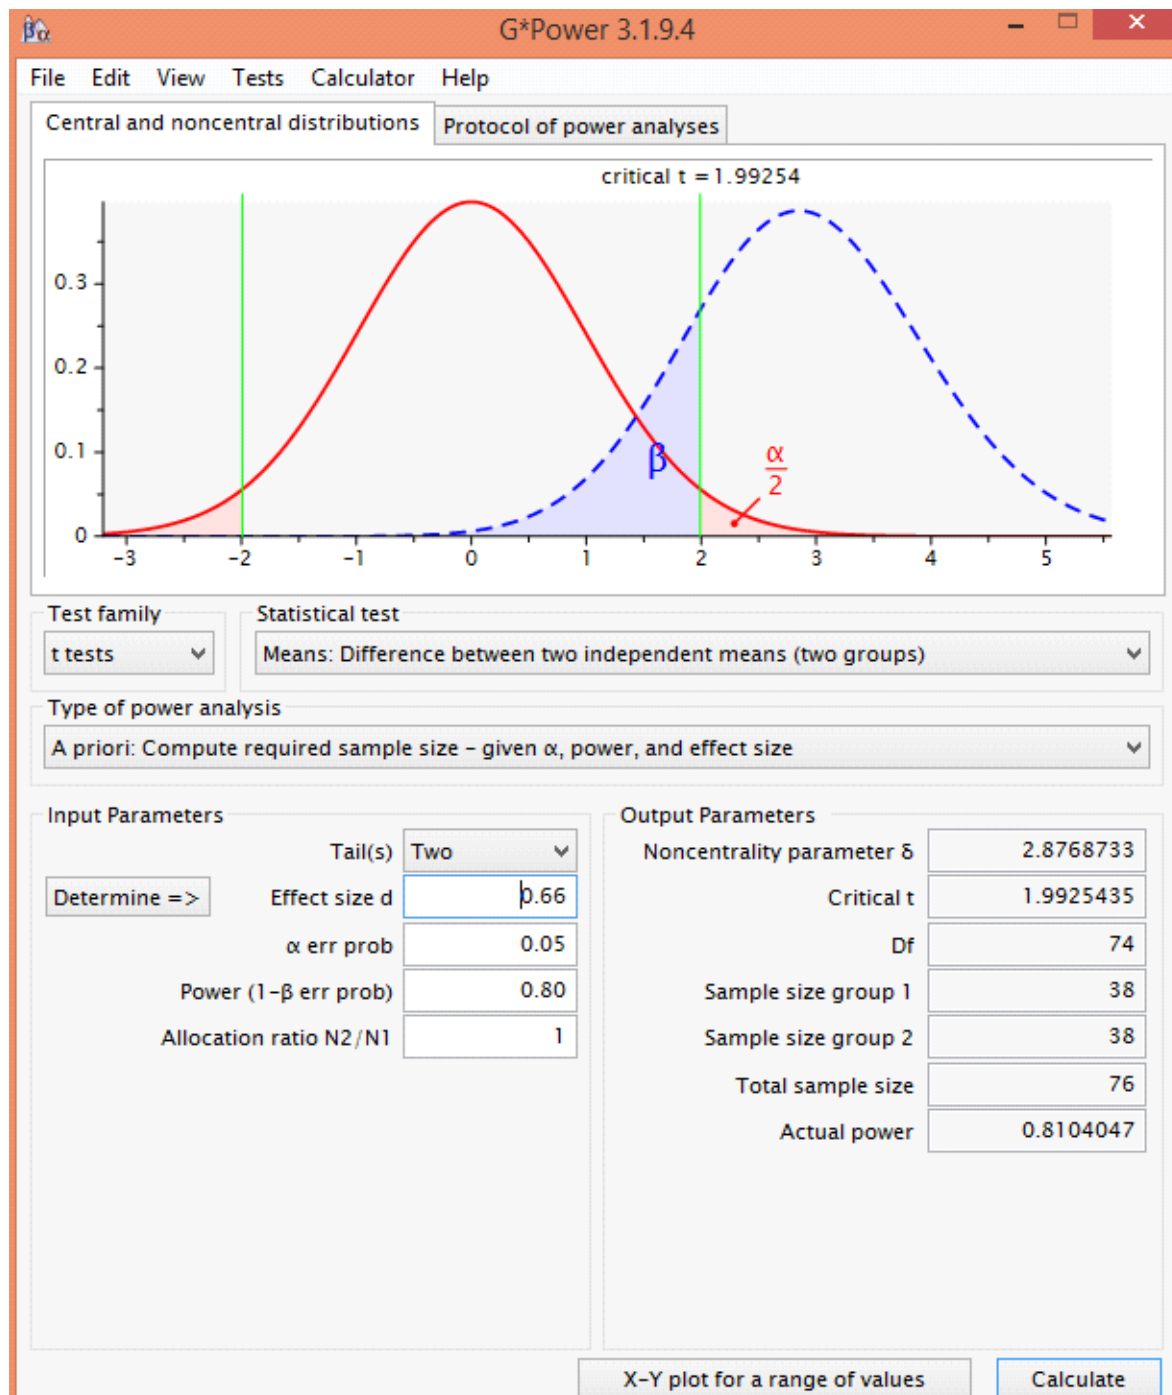 βα
G*Power 3.1.9.4
File Edit View Tests Calculator Help
Central and noncentral distributions Protocol of power analyses
critical t = 1.99254
0.3
0.2
0.1
0
β
α
2
-3 -2 -1 0 1 2 3 4 5
Test family Statistical test
t tests Means: Difference between two independent means (two groups)
Type of power analysis
A priori: Compute required sample size – given α, power, and effect size
Input Parameters Output Parameters
Tail(s) Two Noncentrality parameter δ 2.8768733
Determine => Effect size d 0.66 Critical t 1.9925435
α err prob 0.05 Df 74
Power (1-β err prob) 0.80 Sample size group 1 38
Allocation ratio N2/N1 1 Sample size group 2 38
Total sample size 76
Actual power 0.8104047
X-Y plot for a range of values Calculate